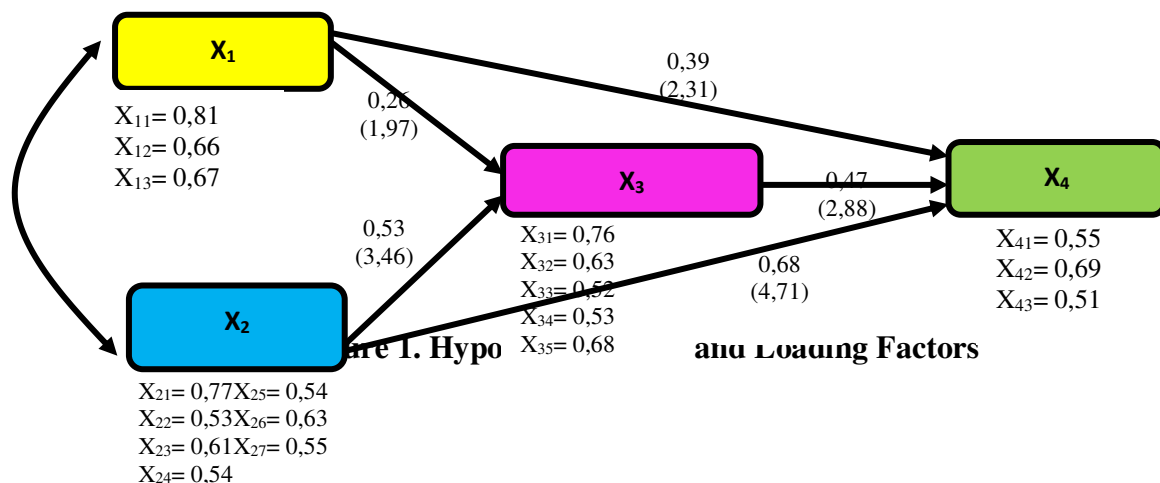 X₁
0,39
(2,31)
0,26
(1,97)
X₁₁= 0,81
X₁₂= 0,66
X₁₃= 0,67
X₃
0,47
(2,88)
X₄
0,53
(3,46)
X₃₁= 0,76
X₃₂= 0,63
X₃₃= 0,52
X₃₄= 0,53
X₃₅= 0,68
0,68
(4,71)
X₄₁= 0,55
X₄₂= 0,69
X₄₃= 0,51
X₂
1. and Loading Factors
X₂₁= 0,77X₂₅= 0,54
X₂₂= 0,53X₂₆= 0,63
X₂₃= 0,61X₂₇= 0,55
X₂₄= 0,54